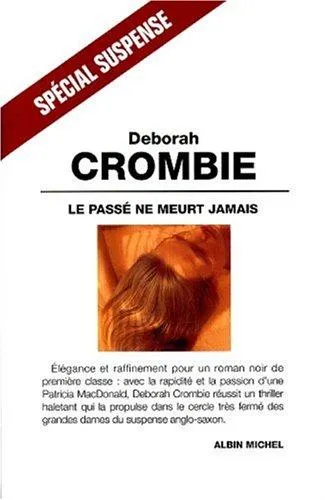 SPÉCIAL SUSPENSE
Deborah
CROMBIE
LE PASSÉ NE MEURT JAMAIS
Élégance et raffinement pour un roman noir de
première classe : avec la rapidité et la passion d'une
Patricia MacDonald, Deborah Crombie réussit un thriller
haletant qui la propulse dans le cercle très fermé des
grandes dames du suspense anglo-saxon.
ALBIN MICHEL